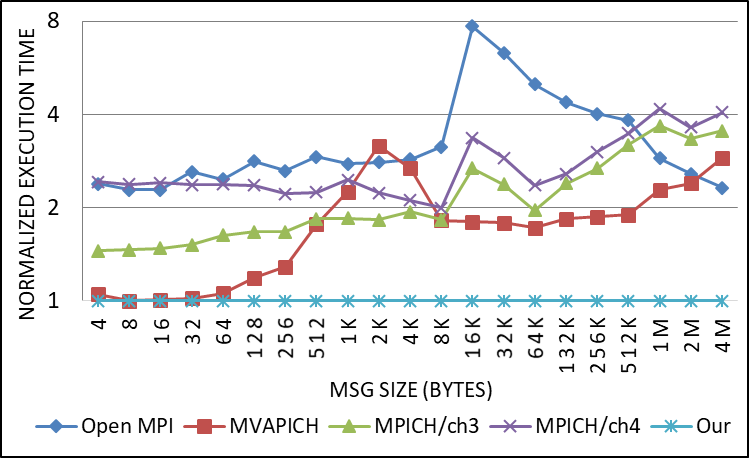 NORMALIZED EXECUTION TIME
8
4
2
1
4 8 16 32 64 128 256 512 1K 2K 4K 8K 16K 32K 64K 132K 256K 512K 1M 2M 4M
MSG SIZE (BYTES)
Open MPI MVAPICH MPICH/ch3 MPICH/ch4 Our